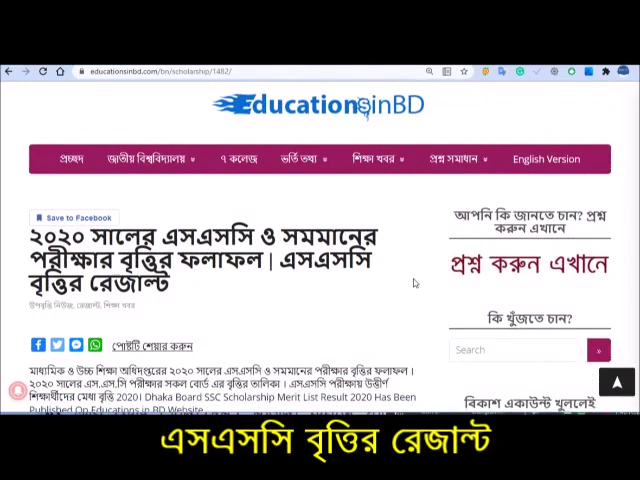 educationsinbd.com/bn/scholarship/1482/
EducationsinBD
প্রচ্ছদ জাতীয় বিশ্ববিদ্যালয় ৭ কলেজ ভর্তি তথ্য শিক্ষা খবর প্রশ্ন সমাধান English Version
Save to Facebook
২০২০ সালের এসএসসি ও সমমানের
পরীক্ষার বৃত্তির ফলাফল | এসএসসি
বৃত্তির রেজাল্ট
উপবৃত্তি নিউজ, রেজাল্ট, শিক্ষা খবর
পোষ্টটি শেয়ার করুন
মাধ্যমিক ও উচ্চ শিক্ষা অধিদপ্তরের ২০২০ সালের এসএসসি ও সমমানের পরীক্ষার বৃত্তির ফলাফল।
২০২০ সালের এস.এস.সি পরীক্ষার সকল বোর্ড এর বৃত্তির তালিকা। এসএসসি পরীক্ষায় উত্তীর্ণ
শিক্ষার্থীদের মেধা বৃত্তি 2020। Dhaka Board SSC Scholarship Merit List Result 2020 Has Been
Published On Educations in BD Website
আপনি কি জানতে চান? প্রশ্ন
করুন এখানে
প্রশ্ন করুন এখানে
কি খুঁজতে চান?
Search »
বিকাশ একাউন্ট খুললেই
এসএসসি বৃত্তির রেজাল্ট